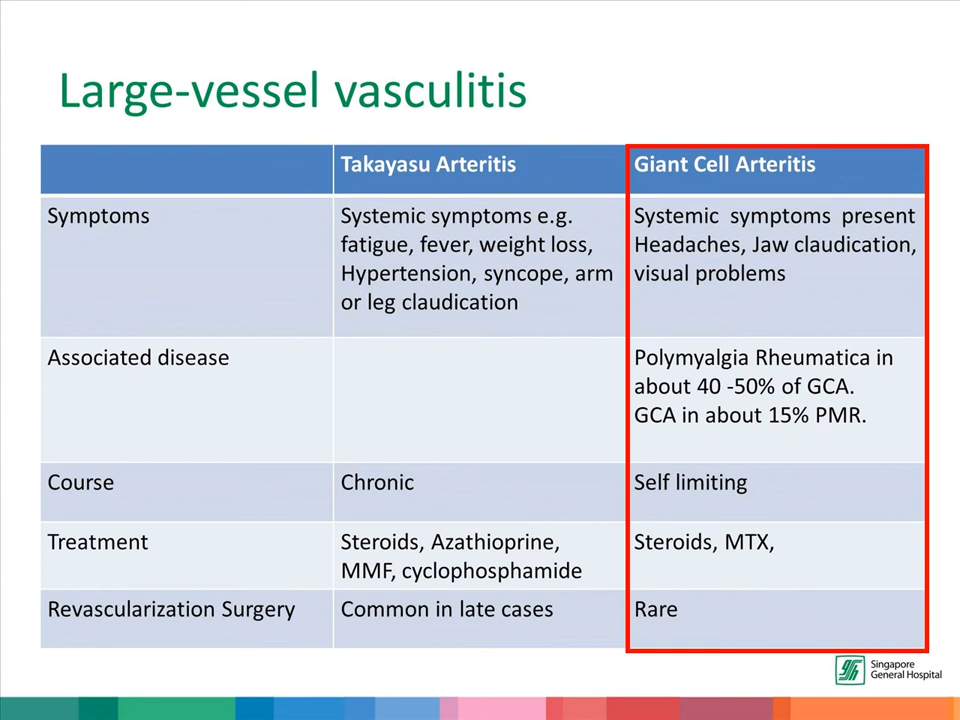 Large-vessel vasculitis
Takayasu Arteritis
Giant Cell Arteritis
Symptoms
Systemic symptoms e.g.
fatigue, fever, weight loss,
Hypertension, syncope, arm
or leg claudication
Systemic symptoms present
Headaches, Jaw claudication,
visual problems
Associated disease
Polymyalgia Rheumatica in
about 40 -50% of GCA.
GCA in about 15% PMR.
Course
Chronic
Self limiting
Treatment
Steroids, Azathioprine,
MMF, cyclophosphamide
Steroids, MTX,
Revascularization Surgery
Common in late cases
Rare
Singapore
General Hospital